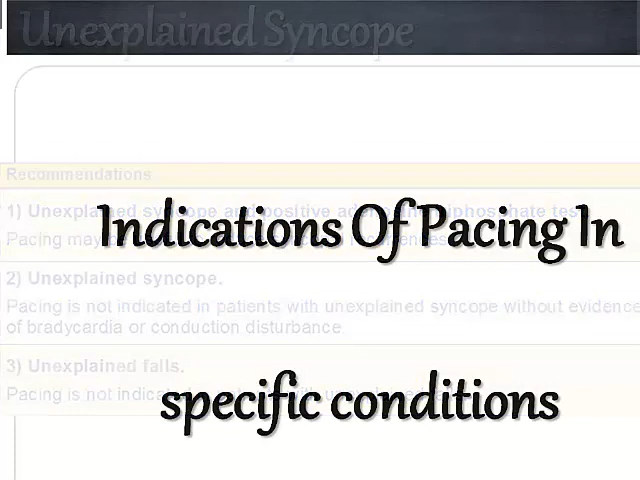 Unexplained Syncope
Recommendations
1) Unexplained syncope and positive adenosine triphosphate test.
Indications Of Pacing In
Pacing may be
2) Unexplained syncope.
Pacing is not indicated in patients with unexplained syncope without evidence
of bradycardia or conduction disturbance
3) Unexplained falls.
Pacing is not indicated
specific conditions